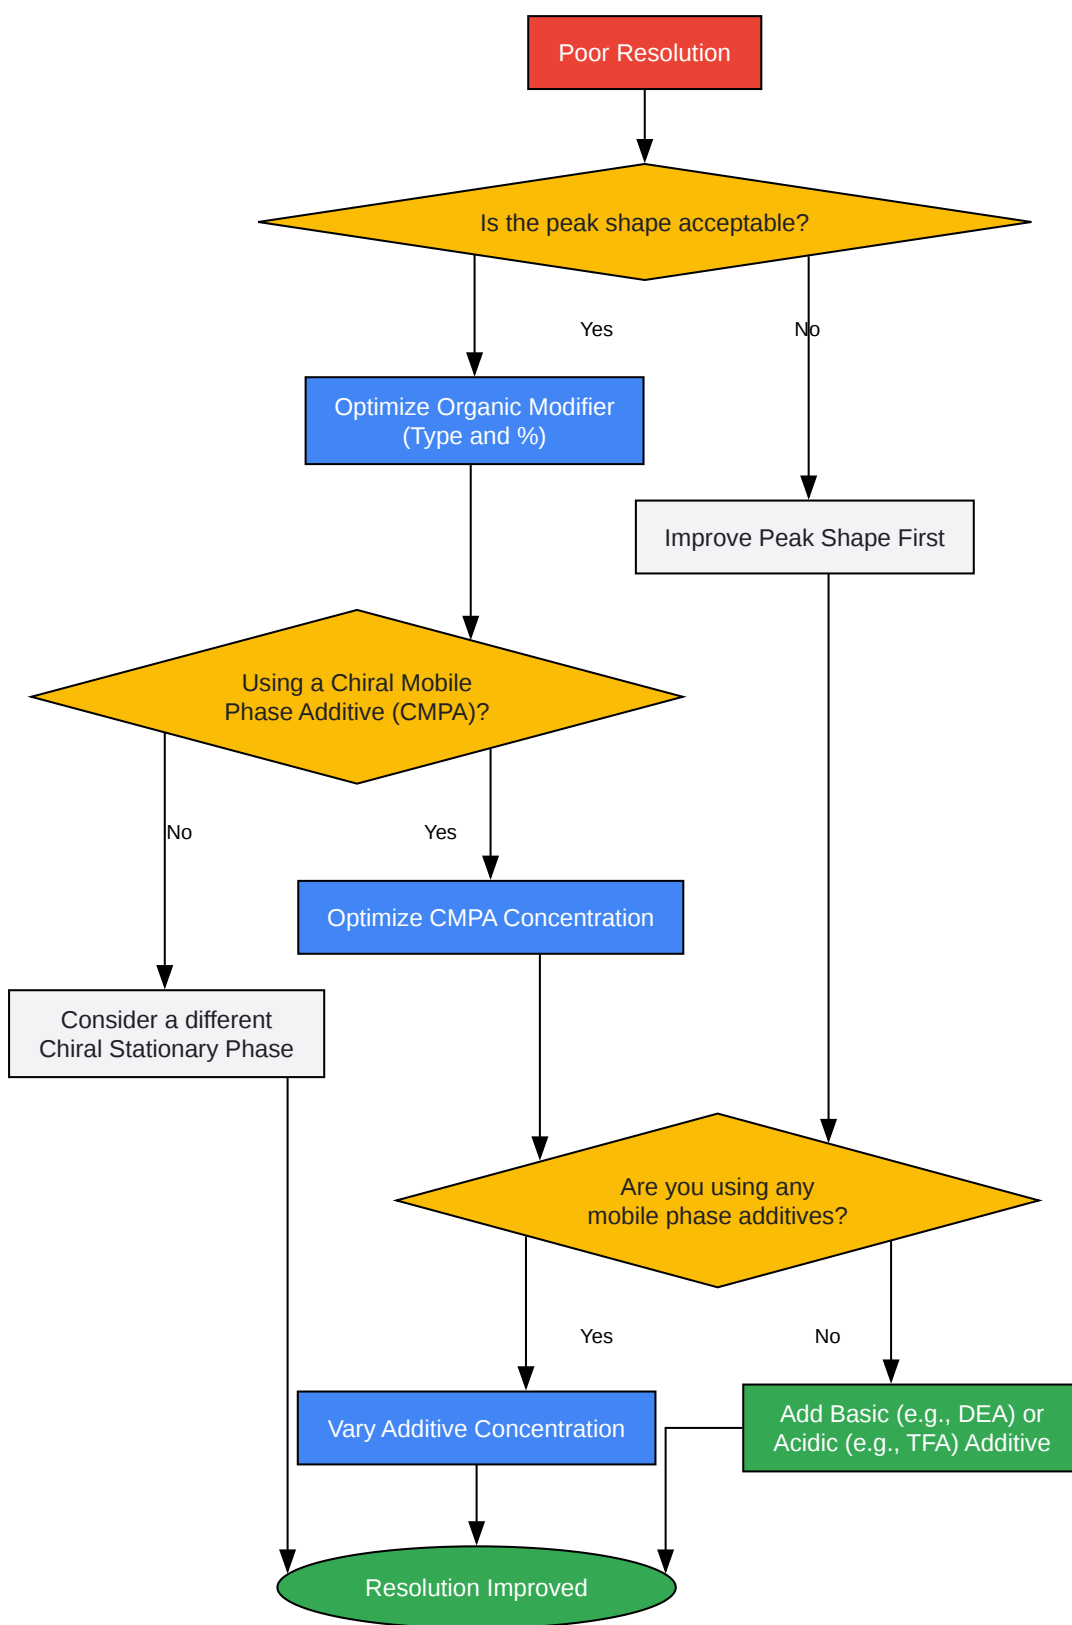 Poor Resolution
Is the peak shape acceptable?
Yes
No
Optimize Organic Modifier
(Type and %)
Improve Peak Shape First
Using a Chiral Mobile
Phase Additive (CMPA)?
No
Yes
Optimize CMPA Concentration
Consider a different
Chiral Stationary Phase
Are you using any
mobile phase additives?
Yes
No
Vary Additive Concentration
Add Basic (e.g., DEA) or
Acidic (e.g., TFA) Additive
Resolution Improved